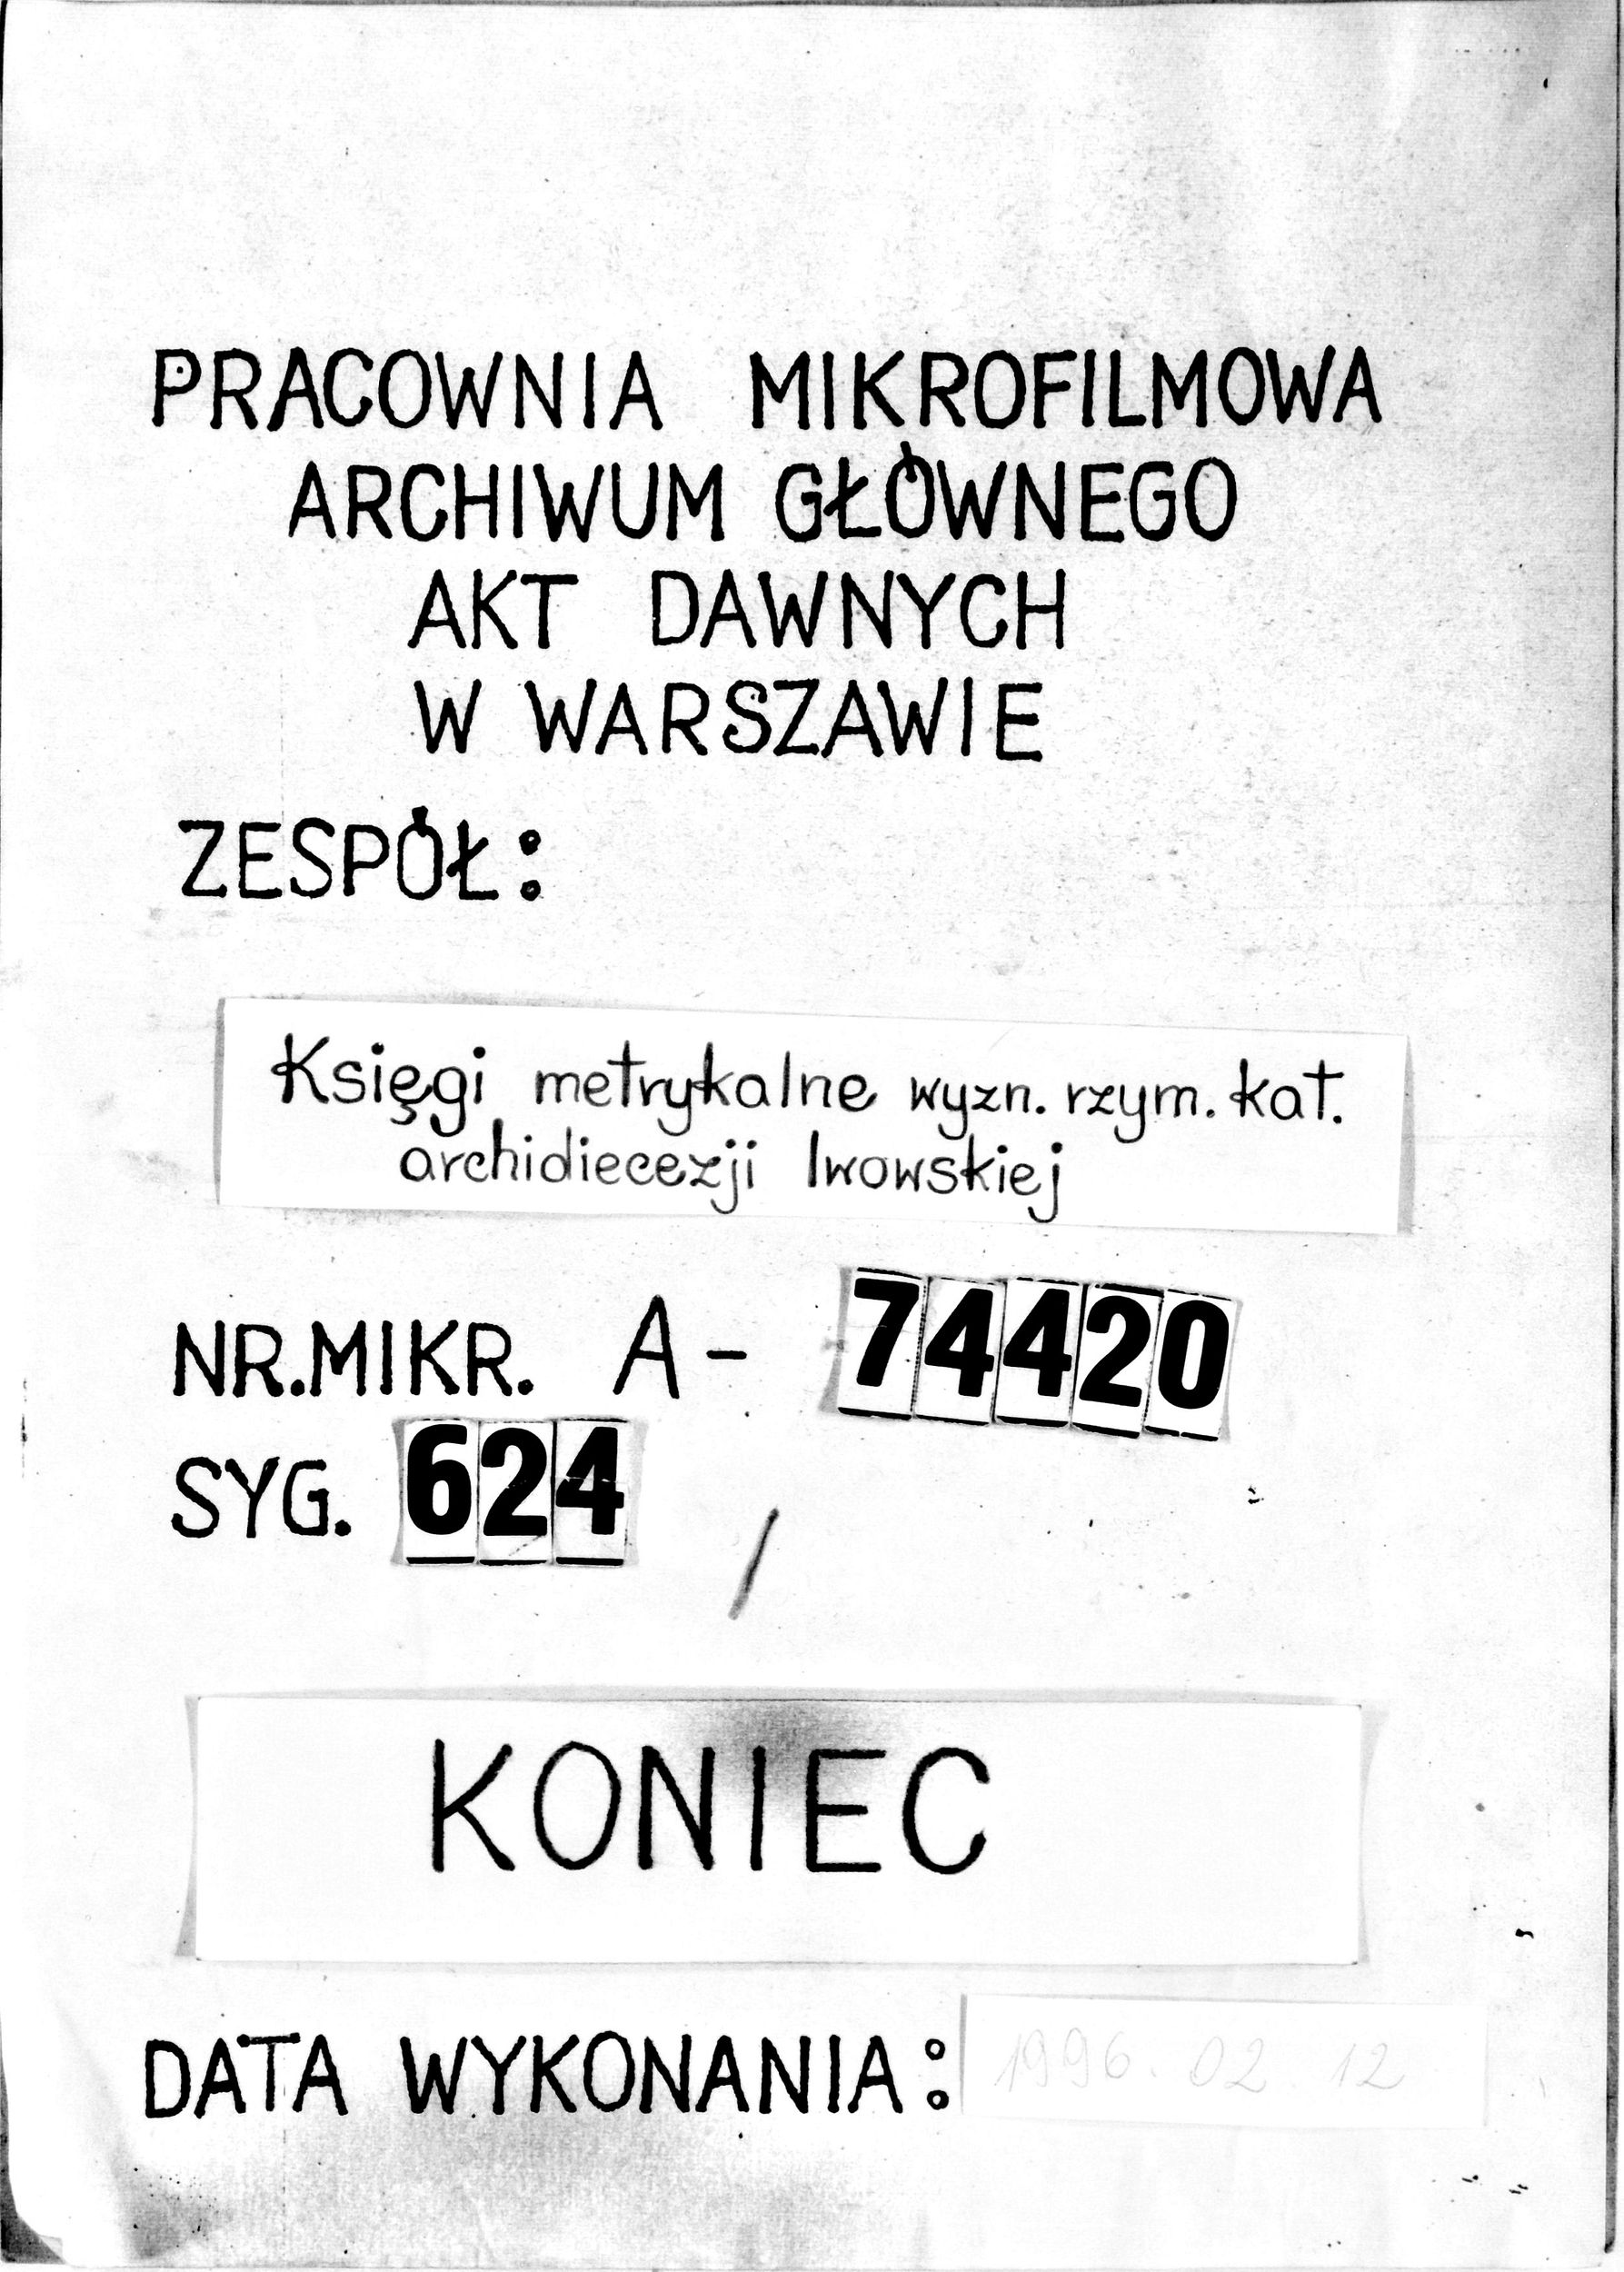 PRACOWNIA MIKROFILMOWA
ARCHIWUM GŁÓWNEGO
AKT DAWNYCH
W WARSZAWIE
ZESPÓŁ:
Księgi metrykalne wyzn. rzym. kat.
archidiecezji lwowskiej
NR.MIKR. A- 74420
SYG. 624 /
KONIEC
DATA WYKONANIA: 1996. 02. 12